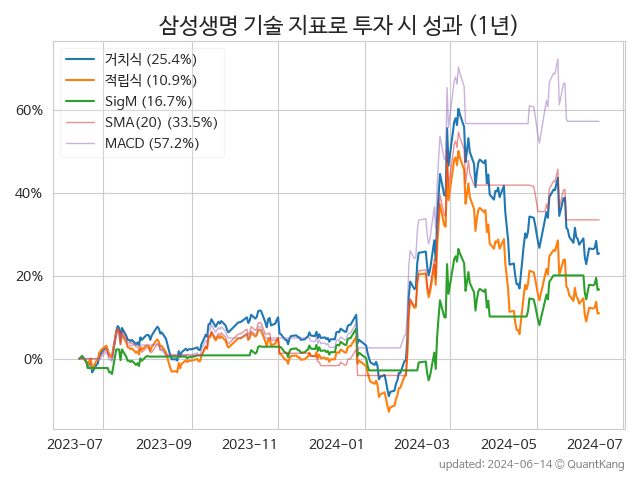 삼성생명 기술 지표로 투자 시 성과 (1년)
거치식 (25.4%)
적립식 (10.9%)
SigM (16.7%)
SMA(20) (33.5%)
MACD (57.2%)
60%
40%
20%
0%
2023-07 2023-09 2023-11 2024-01 2024-03 2024-05 2024-07
updated: 2024-06-14 © QuantKang